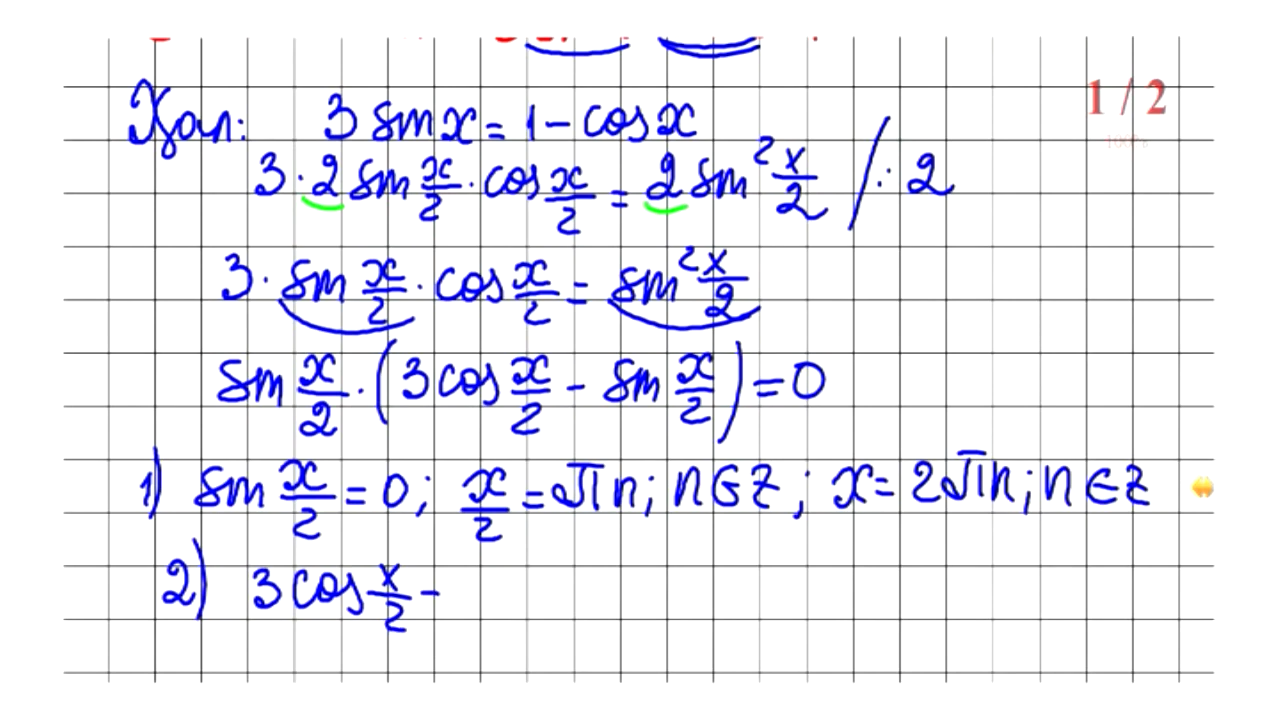 1 / 2
Жал: 3 sin x = 1 - cos x
3 · 2 sin x/2 · cos x/2 = 2 sin² x/2 / : 2
3 · sin x/2 · cos x/2 = sin² x/2
sin x/2 · (3 cos x/2 - sin x/2) = 0
1) sin x/2 = 0; x/2 = πn; n ∈ Z; x = 2πn; n ∈ Z
2) 3 cos x/2 -